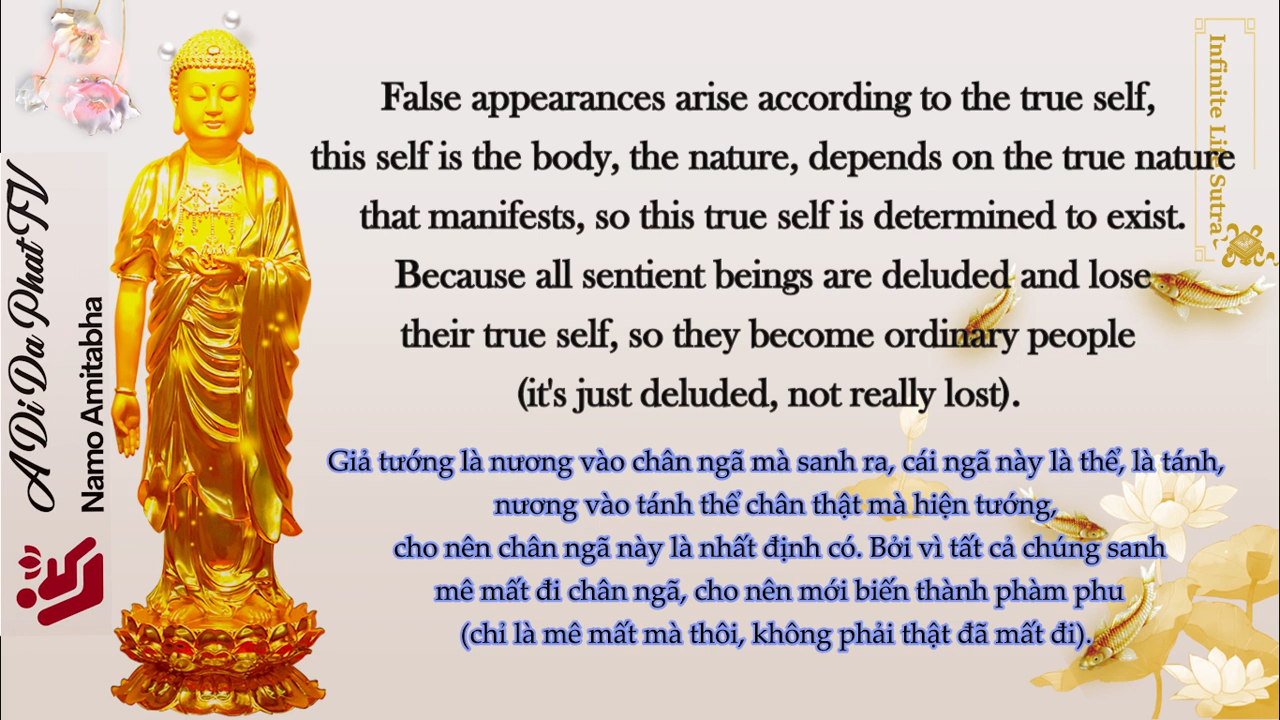 A Di Da Phat TV
Namo Amitabha
Infinite Life Sutra
False appearances arise according to the true self,
this self is the body, the nature, depends on the true nature
that manifests, so this true self is determined to exist.
Because all sentient beings are deluded and lose
their true self, so they become ordinary people
(it's just deluded, not really lost).
Giả tướng là nương vào chân ngã mà sanh ra, cái ngã này là thể, là tánh,
nương vào tánh thể chân thật mà hiện tướng,
cho nên chân ngã này là nhất định có. Bởi vì tất cả chúng sanh
mê mất đi chân ngã, cho nên mới biến thành phàm phu
(chỉ là mê mất mà thôi, không phải thật đã mất đi).